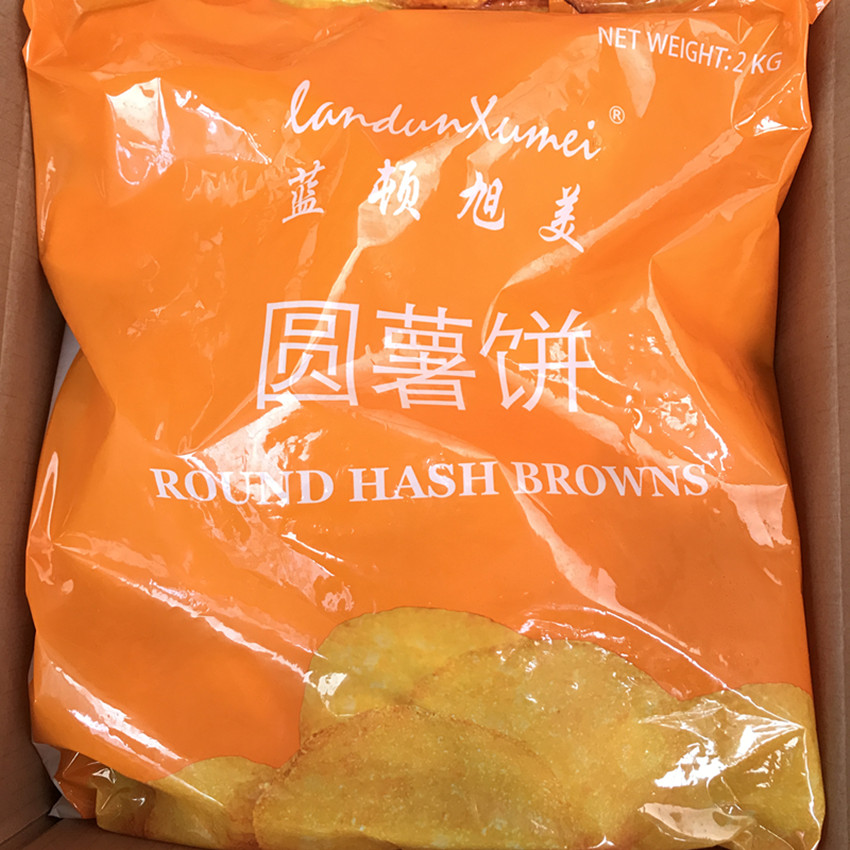 NET WEIGHT: 2 KG
landunXumei®
蓝顿旭美
圆薯饼
ROUND HASH BROWNS